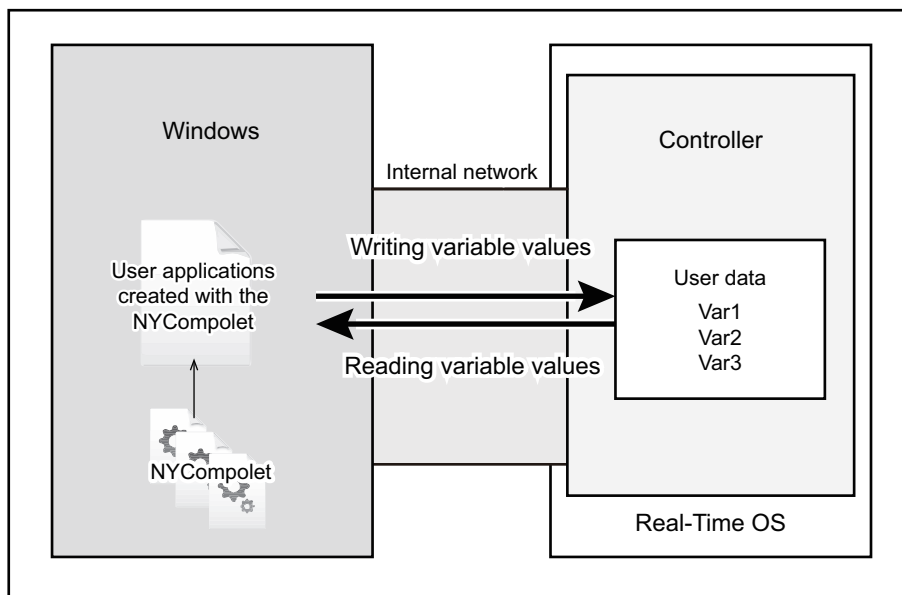 Windows
Controller
Internal network
Writing variable values
User applications
created with the
NYCompolet
User data
Var1
Var2
Var3
Reading variable values
NYCompolet
Real-Time OS